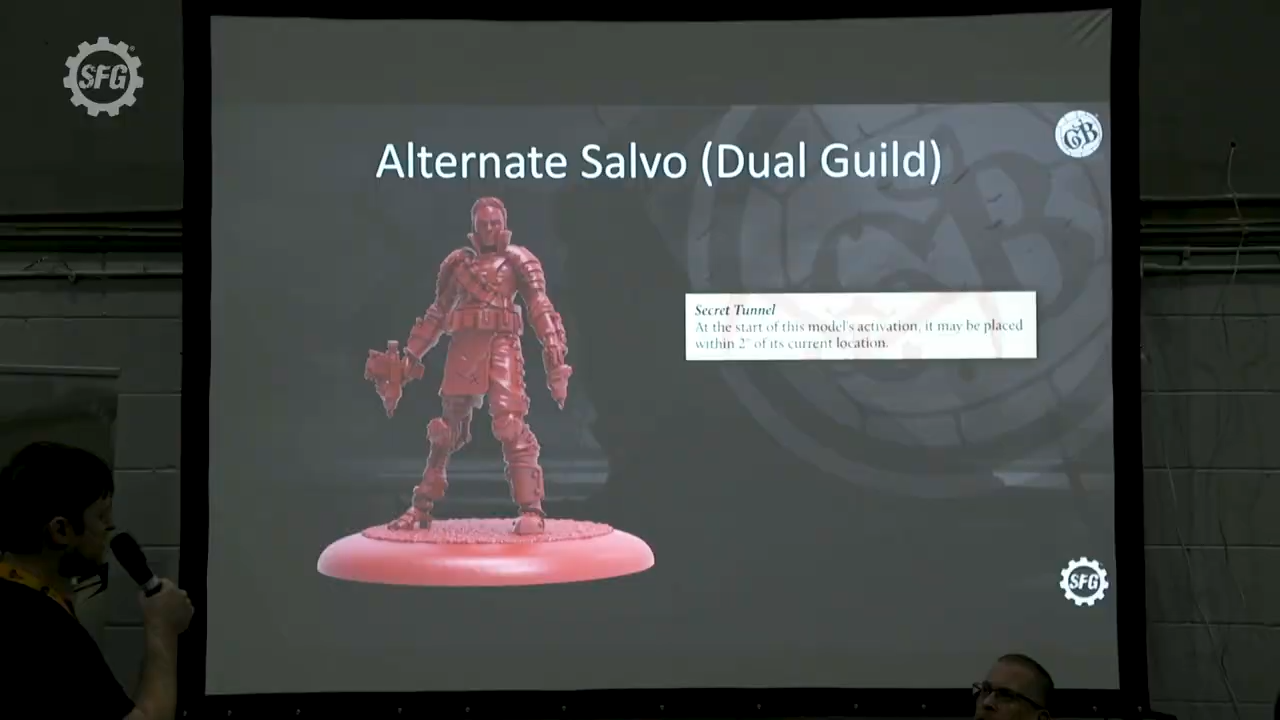 SFG
GB
Alternate Salvo (Dual Guild)
Secret Tunnel
At the start of this model's activation, it may be placed
within 2" of its current location.
GB
SFG